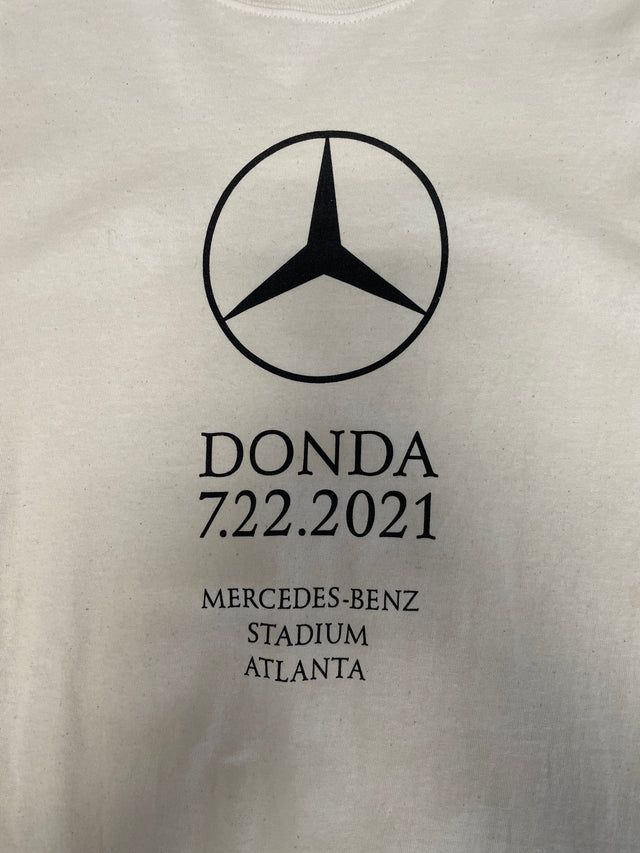 DONDA
7.22.2021
MERCEDES-BENZ
STADIUM
ATLANTA